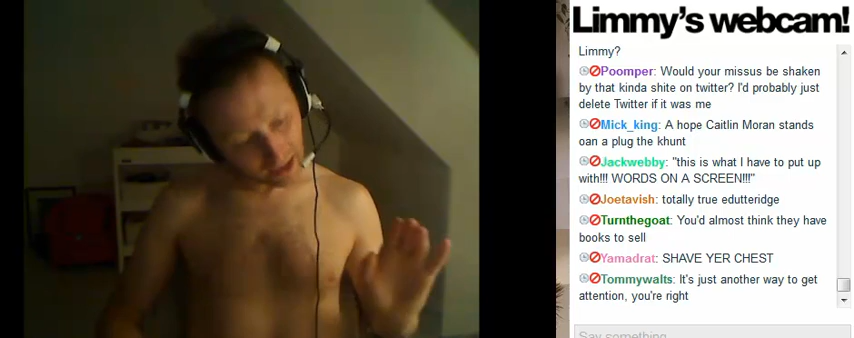 Limmy's webcam!
Limmy?
Poomper: Would your missus be shaken
by that kinda shite on twitter? I'd probably just
delete Twitter if it was me
Mick_king: A hope Caitlin Moran stands
oan a plug the khunt
Jackwebby: "this is what I have to put up
with!!! WORDS ON A SCREEN!!!"
Joetavish: totally true edutteridge
Turnthegoat: You'd almost think they have
books to sell
Yamadrat: SHAVE YER CHEST
Tommywalts: It's just another way to get
attention, you're right
Say something